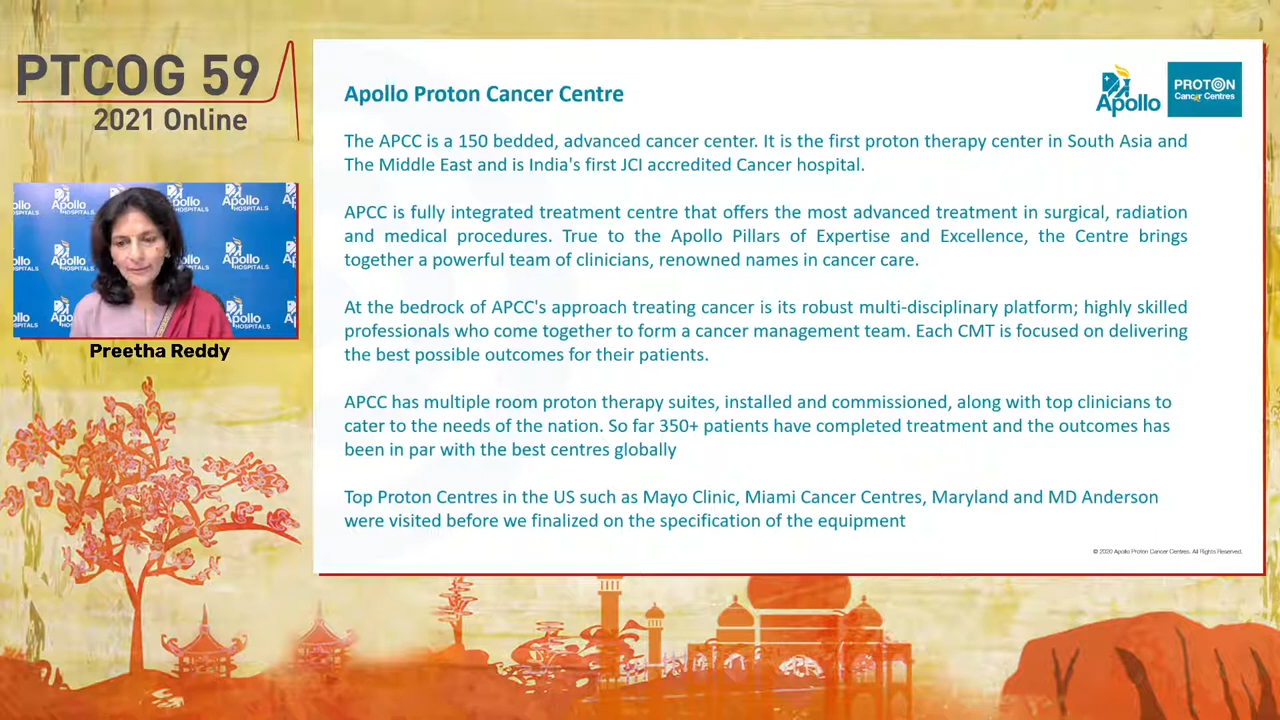 PTCOG 59
2021 Online
Apollo Proton Cancer Centre
Apollo
PROTON
Cancer Centres
The APCC is a 150 bedded, advanced cancer center. It is the first proton therapy center in South Asia and
The Middle East and is India's first JCI accredited Cancer hospital.
APCC is fully integrated treatment centre that offers the most advanced treatment in surgical, radiation
and medical procedures. True to the Apollo Pillars of Expertise and Excellence, the Centre brings
together a powerful team of clinicians, renowned names in cancer care.
At the bedrock of APCC's approach treating cancer is its robust multi-disciplinary platform; highly skilled
professionals who come together to form a cancer management team. Each CMT is focused on delivering
the best possible outcomes for their patients.
APCC has multiple room proton therapy suites, installed and commissioned, along with top clinicians to
cater to the needs of the nation. So far 350+ patients have completed treatment and the outcomes has
been in par with the best centres globally
Top Proton Centres in the US such as Mayo Clinic, Miami Cancer Centres, Maryland and MD Anderson
were visited before we finalized on the specification of the equipment
© 2020 Apollo Proton Cancer Centres. All Rights Reserved.
Apollo
HOSPITALS
Preetha Reddy